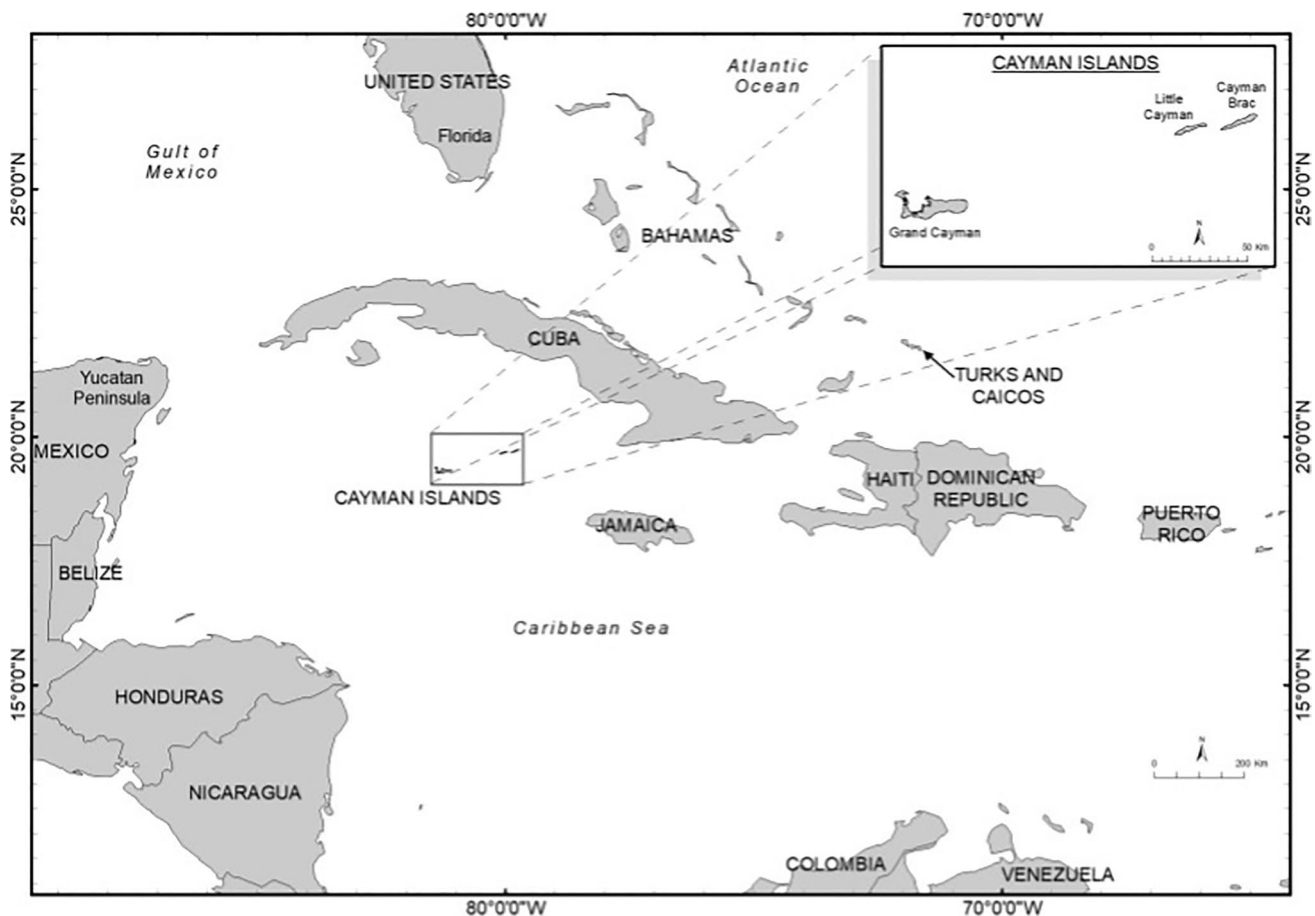 80°0'0"W
70°0'0"W
UNITED STATES
Florida
Atlantic
Ocean
Gulf of
Mexico
CAYMAN ISLANDS
Little
Cayman
Cayman
Brac
Grand Cayman
N
0
50 Km
25°0'0"N
25°0'0"N
BAHAMAS
CUBA
TURKS AND
CAICOS
Yucatan
Peninsula
MEXICO
20°0'0"N
20°0'0"N
CAYMAN ISLANDS
JAMAICA
HAITI
DOMINICAN
REPUBLIC
PUERTO
RICO
BELIZE
Caribbean Sea
15°0'0"N
15°0'0"N
HONDURAS
NICARAGUA
N
0
200 Km
COLOMBIA
VENEZUELA
80°0'0"W
70°0'0"W